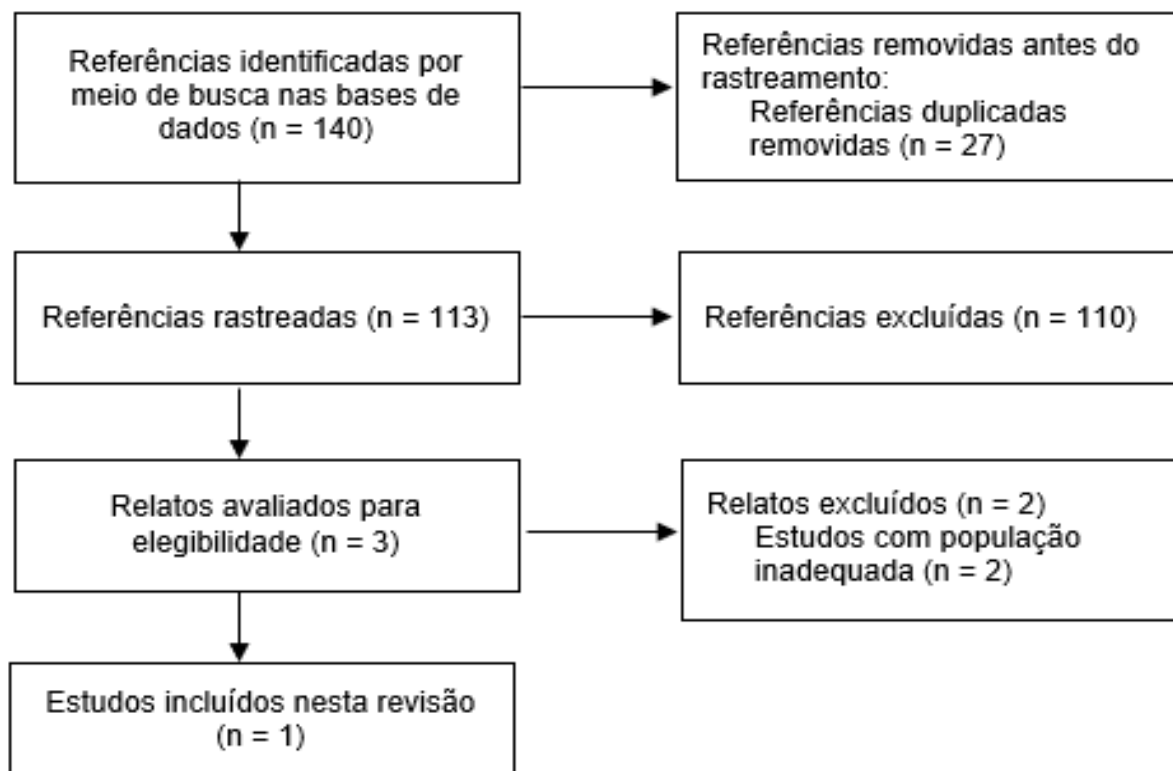 Referências identificadas por
meio de busca nas bases de
dados (n = 140)
Referências removidas antes do
rastreamento:
Referências duplicadas
removidas (n = 27)
Referências rastreadas (n = 113)
Referências excluídas (n = 110)
Relatos avaliados para
elegibilidade (n = 3)
Relatos excluídos (n = 2)
Estudos com população
inadequada (n = 2)
Estudos incluídos nesta revisão
(n = 1)